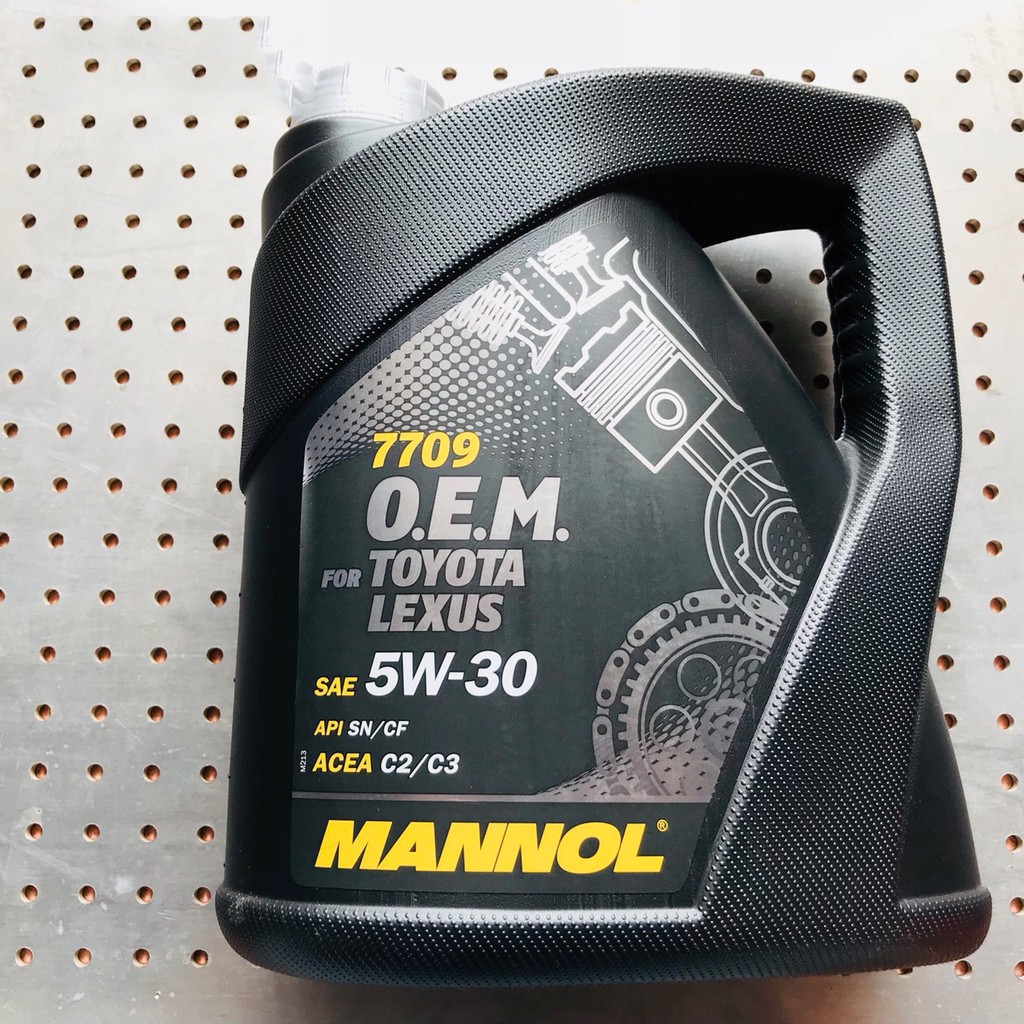 7709
O.E.M.
FOR TOYOTA
LEXUS
SAE 5W-30
API SN/CF
ACEA C2/C3
M213
MANNOL®